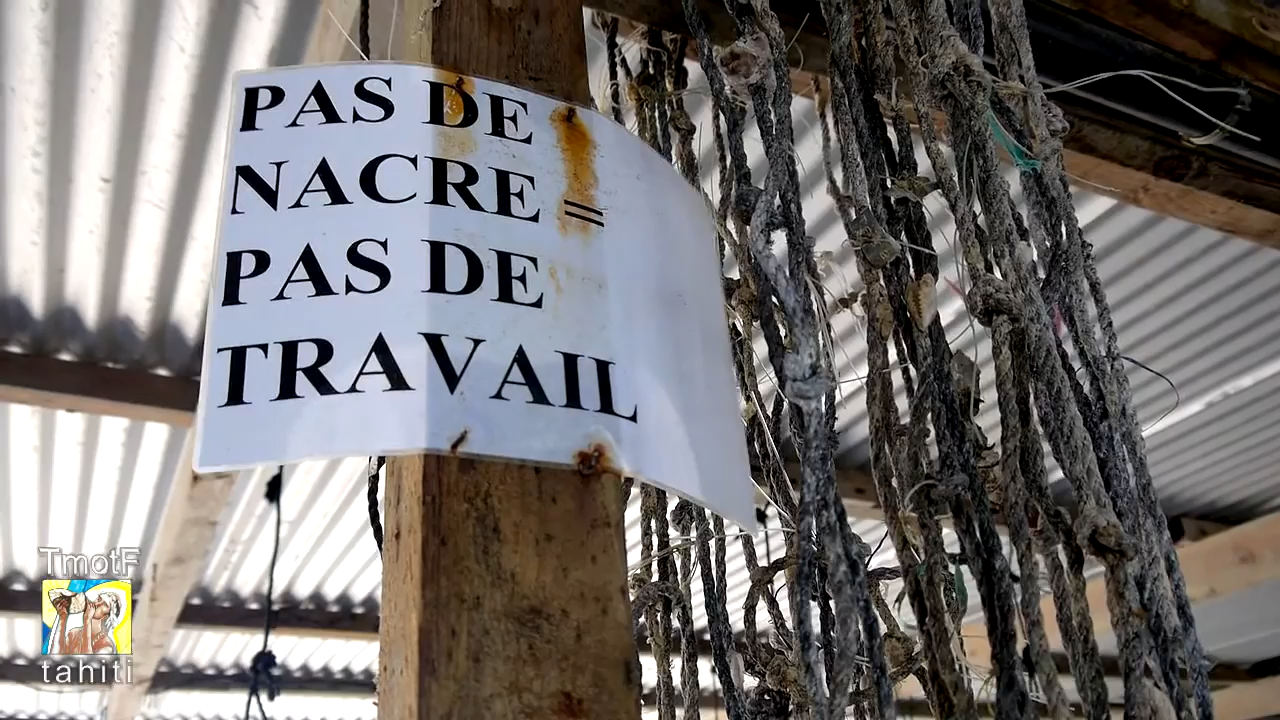 PAS DE
NACRE =
PAS DE
TRAVAIL
TmotF
tahiti